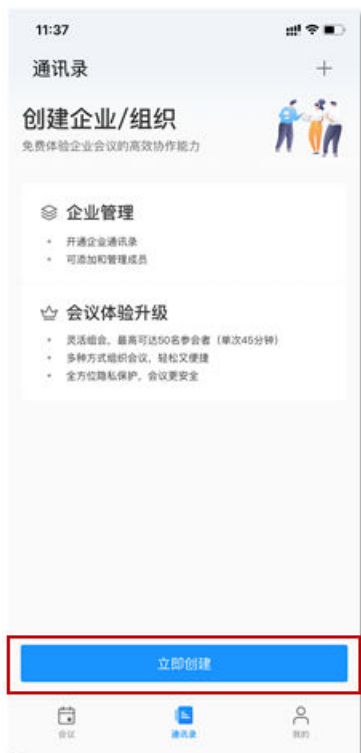 11:37
通讯录
创建企业/组织
免费体验企业会议的高效协作能力
企业管理
· 开通企业通讯录
· 可添加和管理成员
会议体验升级
· 灵活组会，最高可达50名参会者（单次45分钟）
· 多种方式组织会议，轻松又便捷
· 全方位隐私保护，会议更安全
立即创建
会议
通讯录
我的